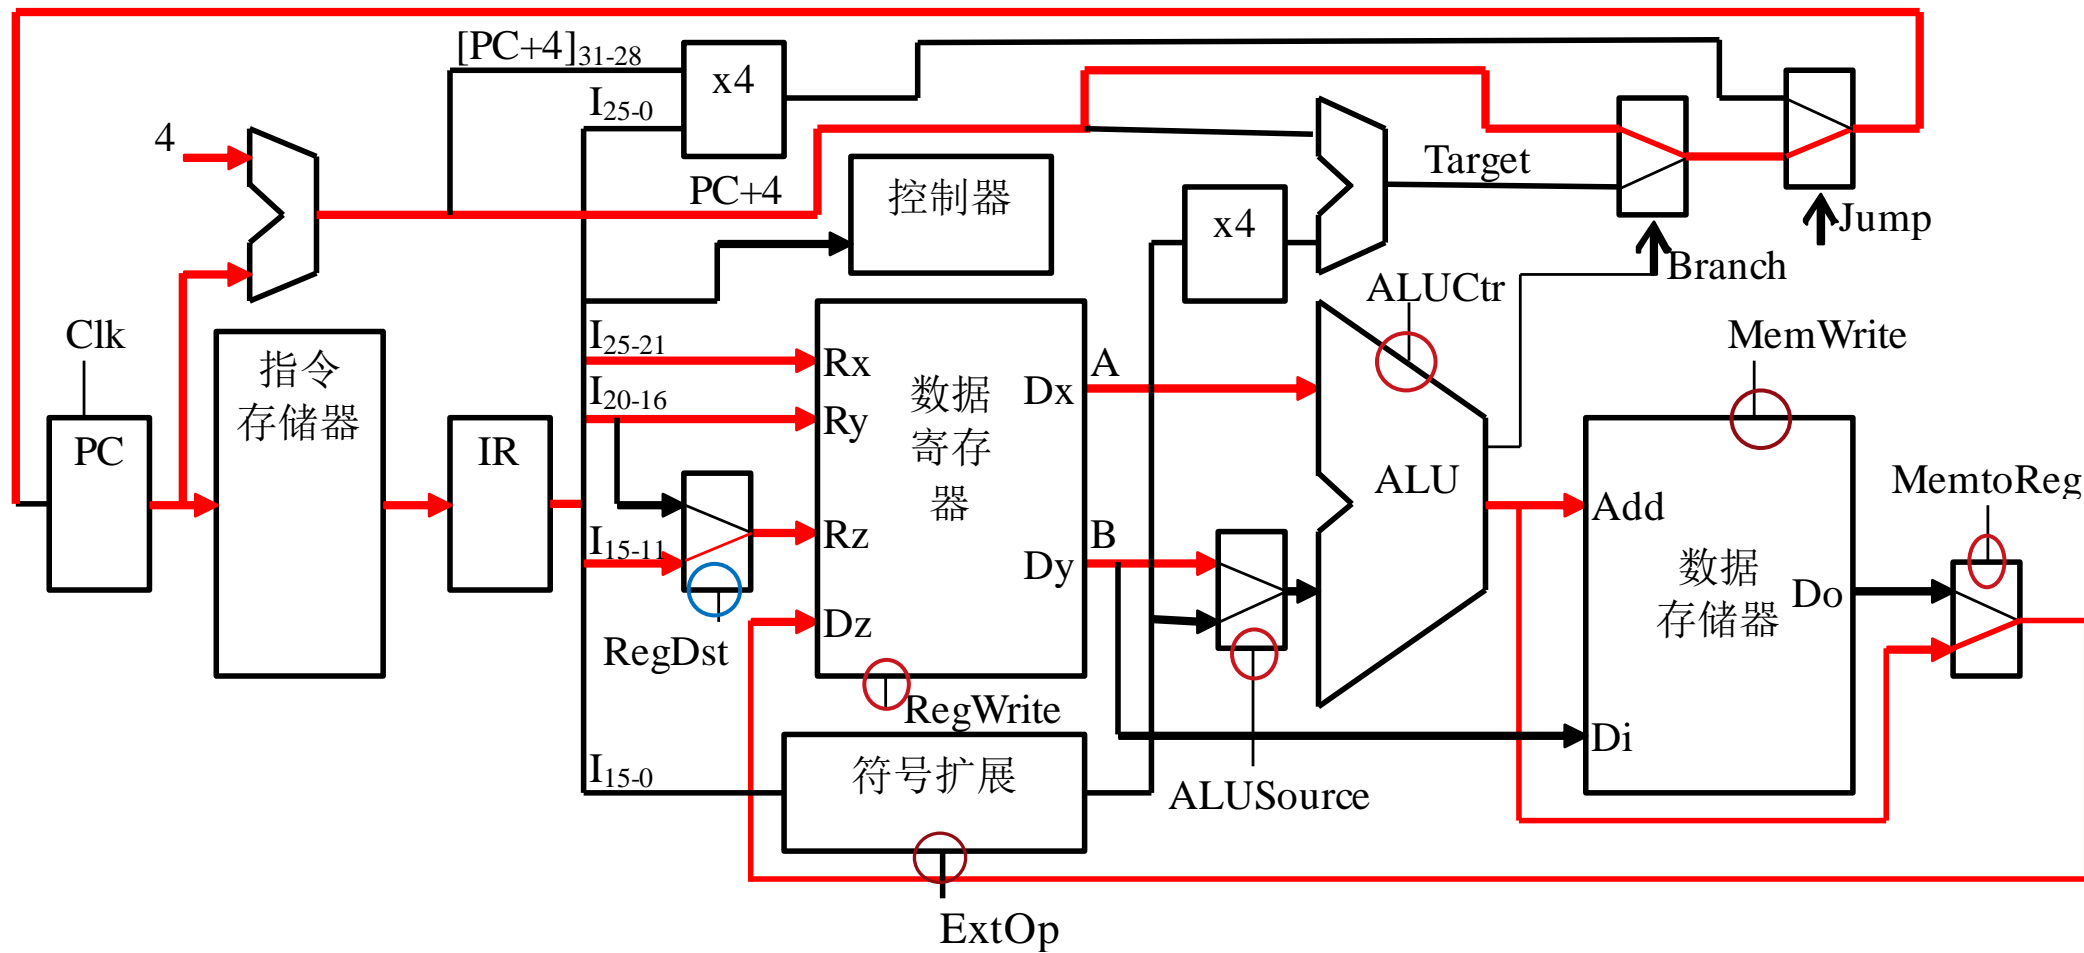 [PC+4]31-28
x4
I25-0
4
PC+4
控制器
Target
x4
Jump
Branch
ALUCtr
Clk
指令
存储器
I25-21
Rx
数据
寄存
器
Dx
A
MemWrite
I20-16
Ry
PC
IR
ALU
MemtoReg
Add
I15-11
Rz
B
Dy
数据
存储器
Do
Dz
RegDst
RegWrite
Di
I15-0
符号扩展
ALUSource
ExtOp